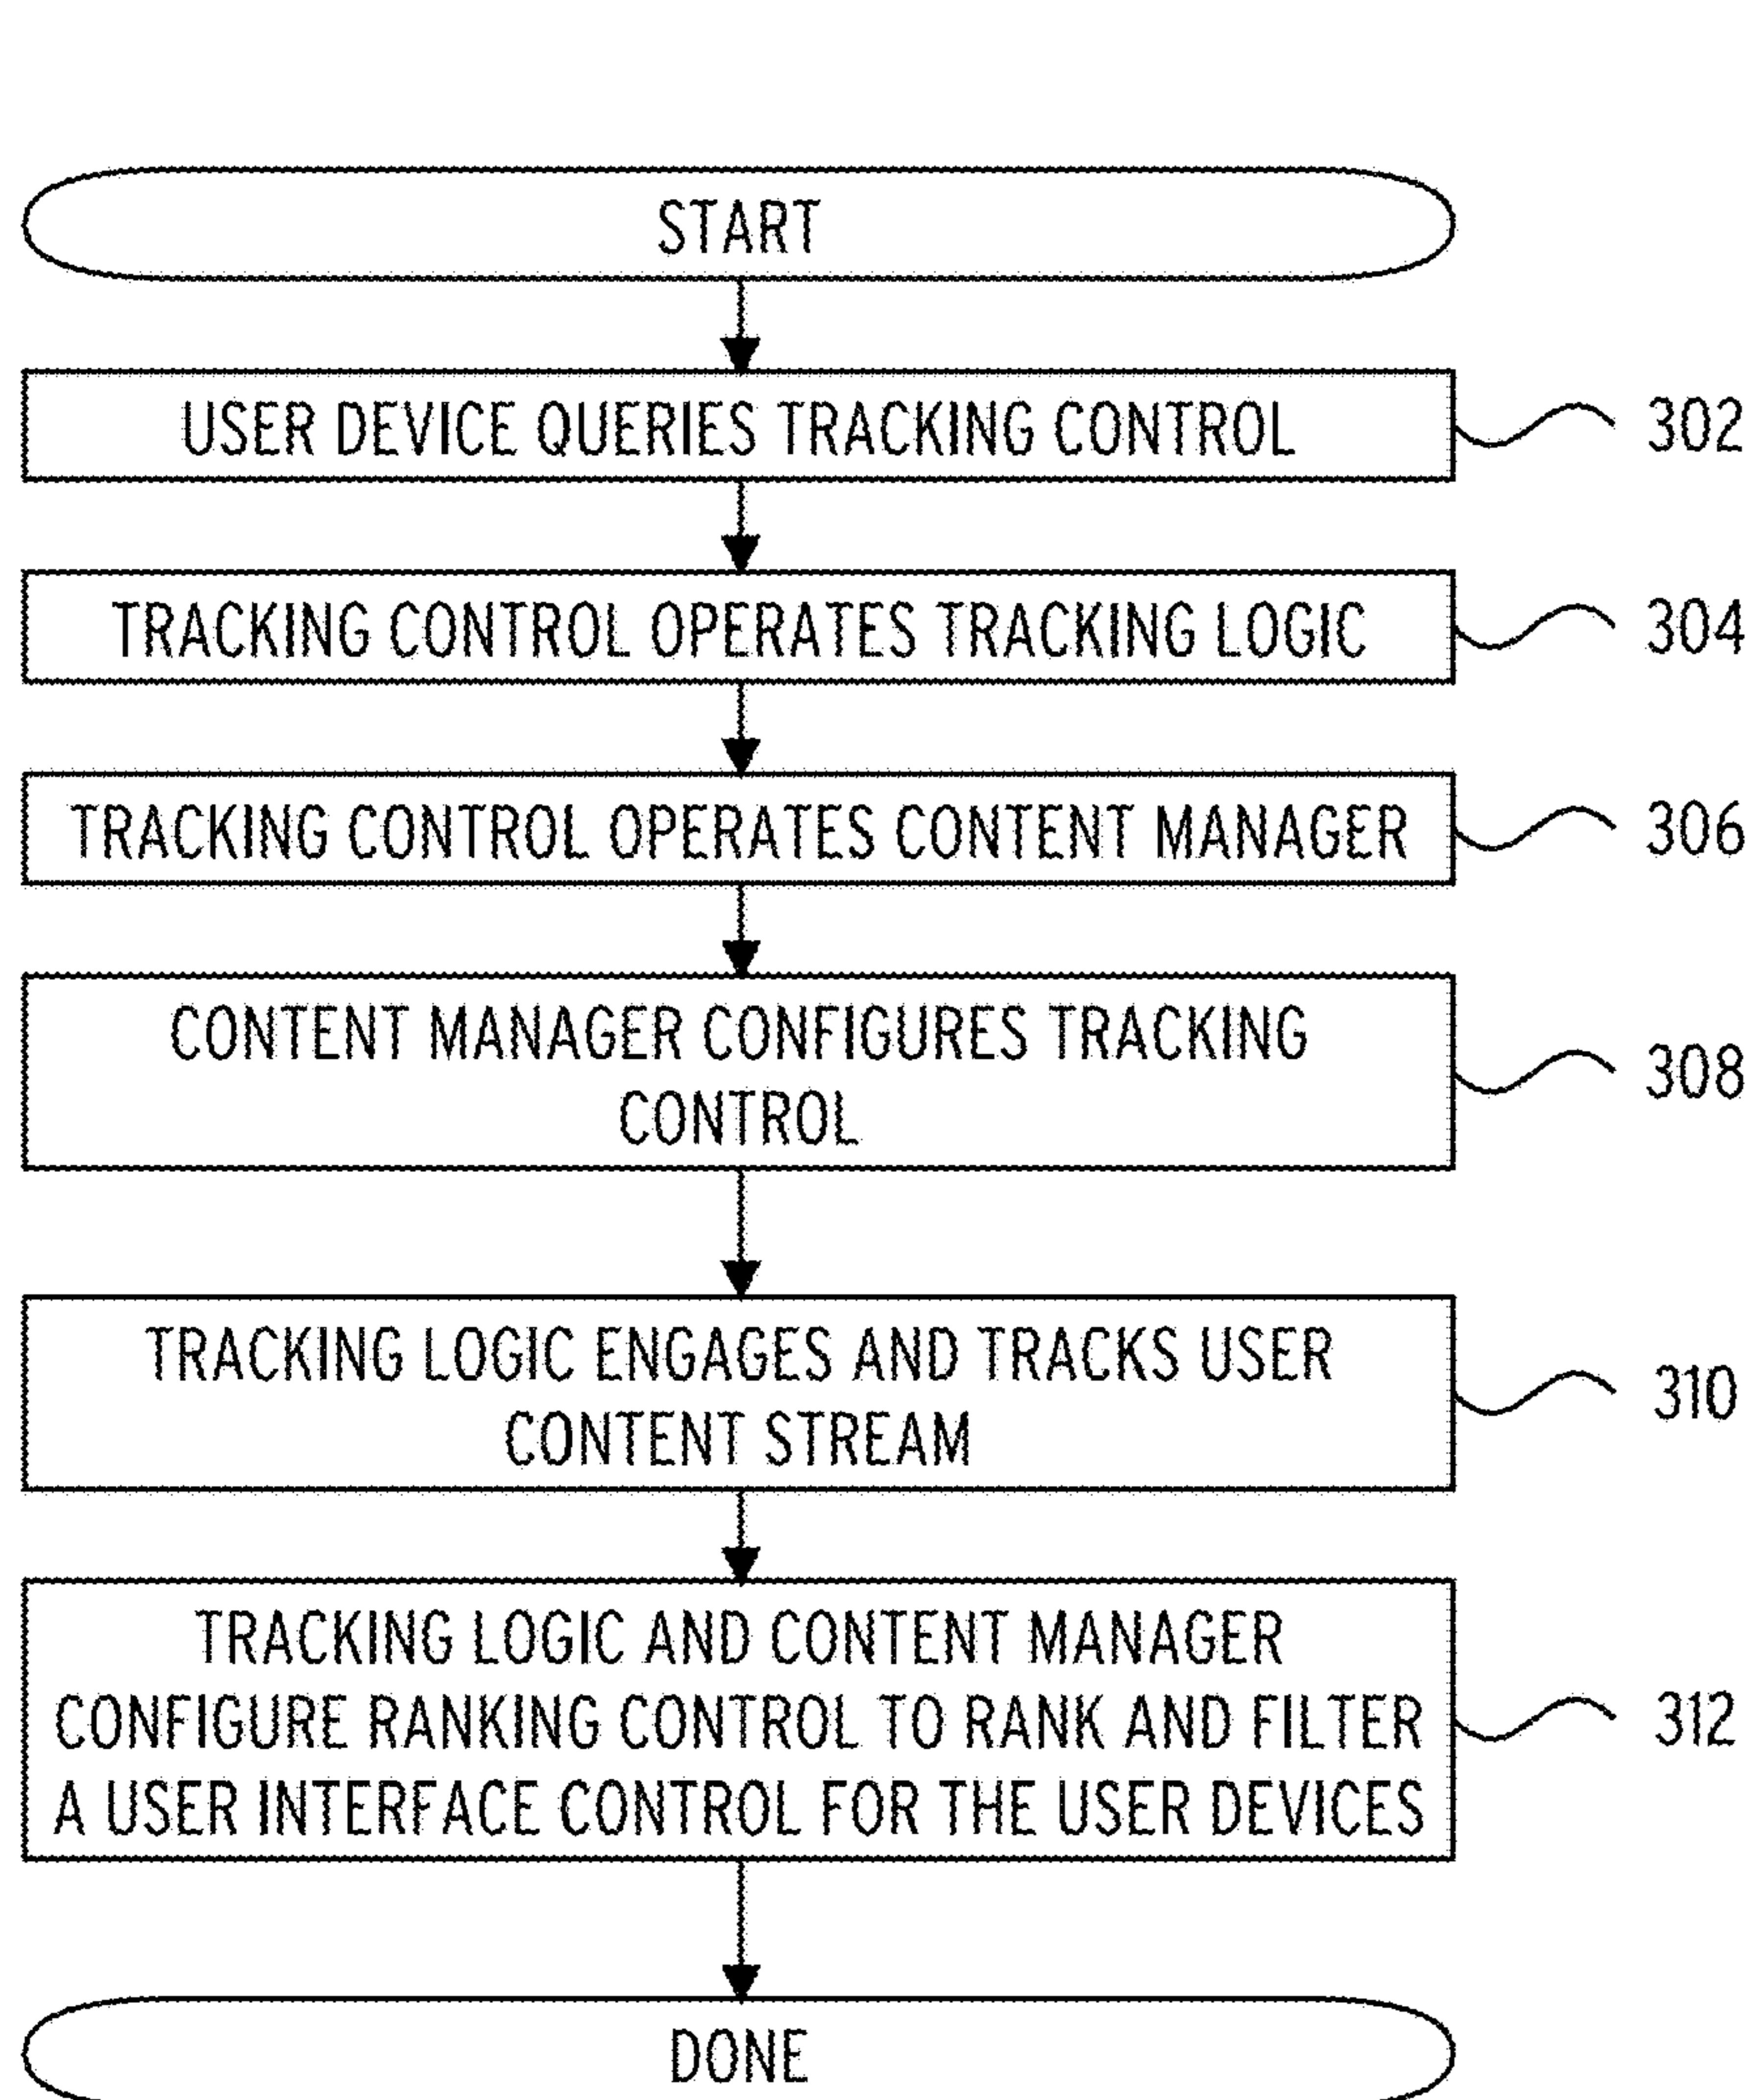 START
USER DEVICE QUERIES TRACKING CONTROL
302
TRACKING CONTROL OPERATES TRACKING LOGIC
304
TRACKING CONTROL OPERATES CONTENT MANAGER
306
CONTENT MANAGER CONFIGURES TRACKING
CONTROL
308
TRACKING LOGIC ENGAGES AND TRACKS USER
CONTENT STREAM
310
TRACKING LOGIC AND CONTENT MANAGER
CONFIGURE RANKING CONTROL TO RANK AND FILTER
A USER INTERFACE CONTROL FOR THE USER DEVICES
312
DONE